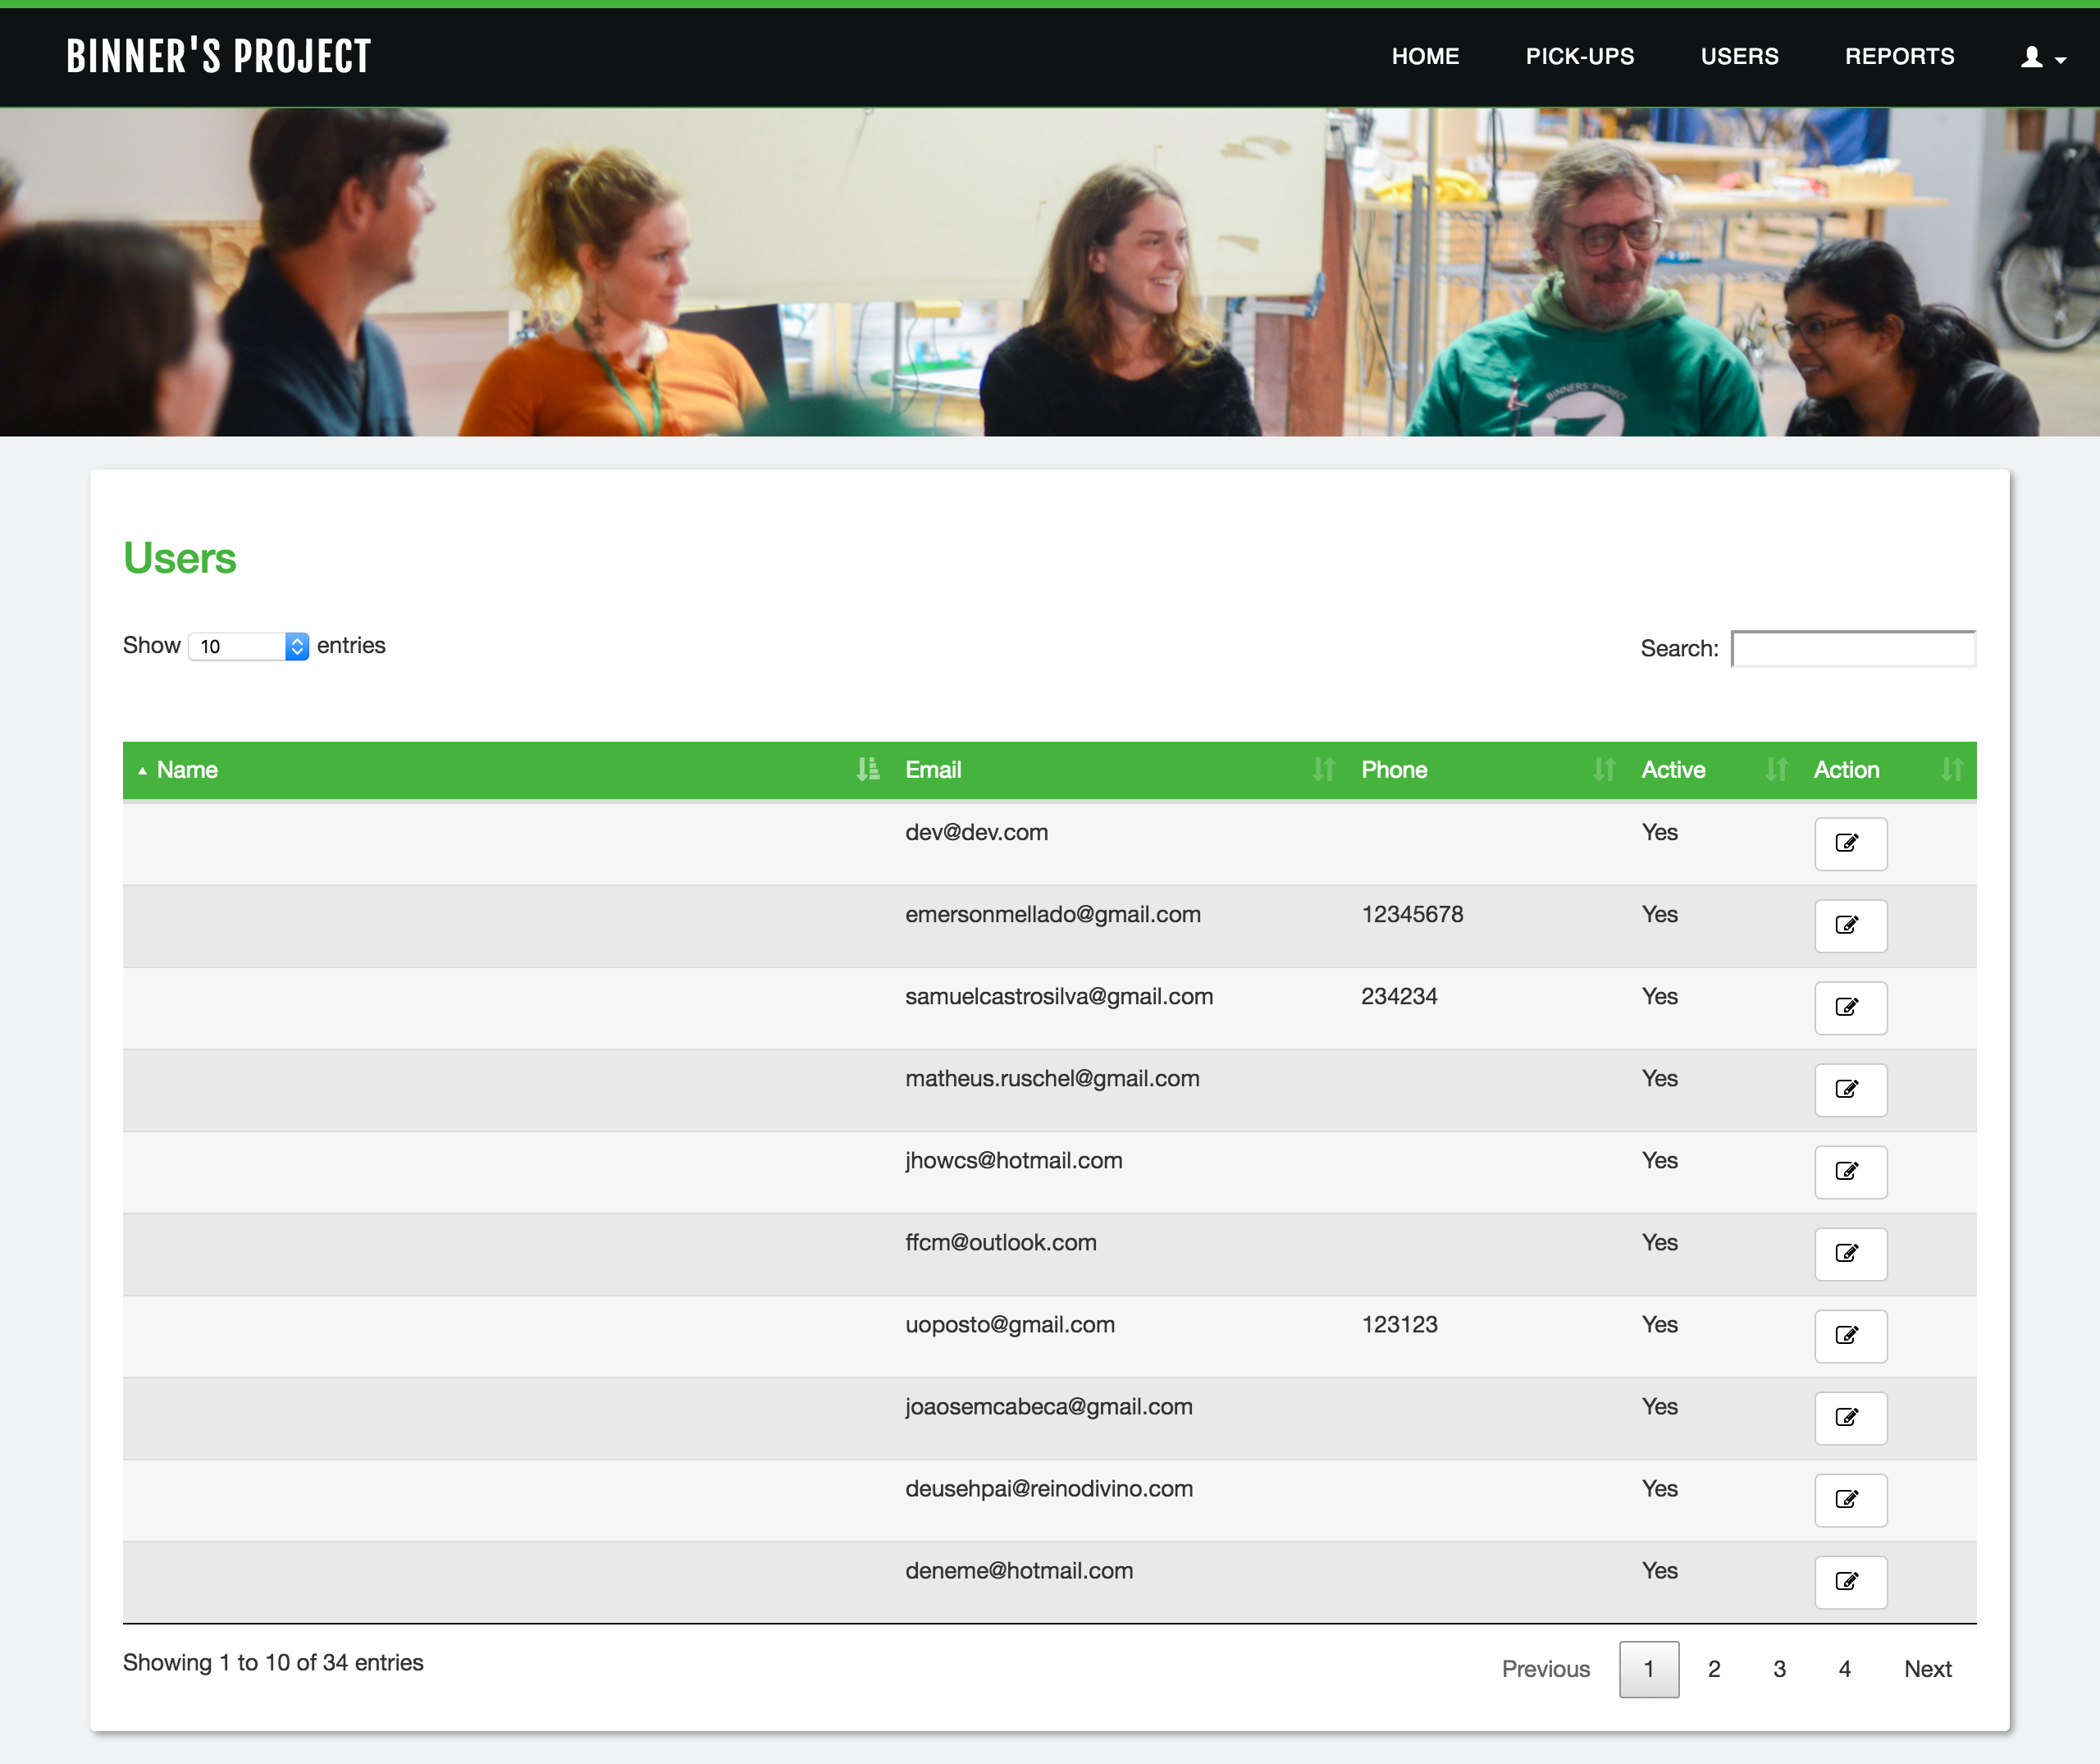 BINNER'S PROJECT HOME PICK-UPS USERS REPORTS
BINNERS' PROJECT
Users
Show 10 entries Search:
Name Email Phone Active Action
dev@dev.com Yes
emersonmellado@gmail.com 12345678 Yes
samuelcastrosilva@gmail.com 234234 Yes
matheus.ruschel@gmail.com Yes
jhowcs@hotmail.com Yes
ffcm@outlook.com Yes
uoposto@gmail.com 123123 Yes
joaosemcabeca@gmail.com Yes
deusehpai@reinodivino.com Yes
deneme@hotmail.com Yes
Showing 1 to 10 of 34 entries Previous 1 2 3 4 Next